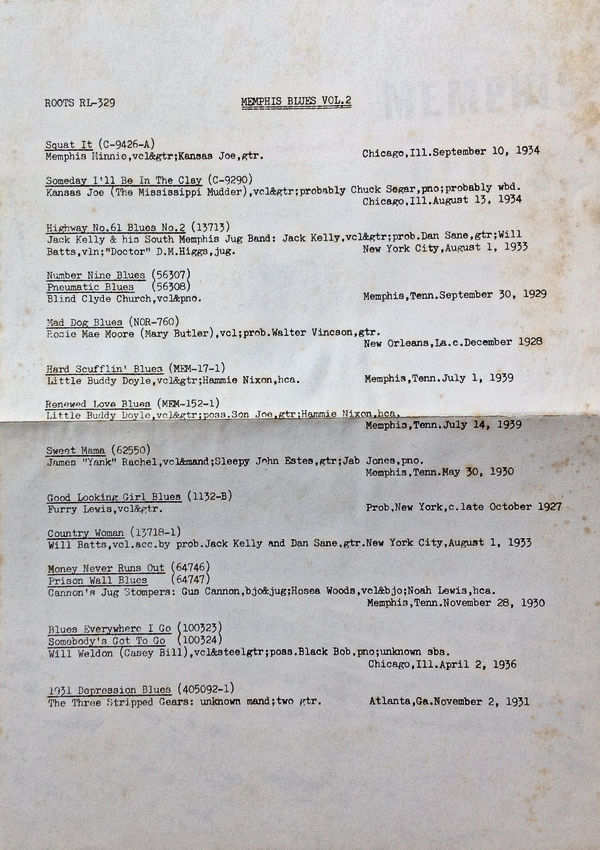 MEMPHIS
ROOTS RL-329 MEMPHIS BLUES VOL.2
Squat It (C-9426-A)
Memphis Minnie,vcl&gtr;Kansas Joe,gtr. Chicago,Ill.September 10, 1934
Someday I'll Be In The Clay (C-9290)
Kansas Joe (The Mississippi Mudder),vcl&gtr;probably Chuck Segar,pno;probably wbd.
Chicago,Ill.August 13, 1934
Highway No.61 Blues No.2 (13713)
Jack Kelly & his South Memphis Jug Band: Jack Kelly,vcl&gtr;prob.Dan Sane,gtr;Will
Batts,vln;"Doctor" D.M.Higgs,jug. New York City,August 1, 1933
Number Nine Blues (56307)
Pneumatic Blues (56308)
Blind Clyde Church,vcl&pno. Memphis,Tenn.September 30, 1929
Mad Dog Blues (NOR-760)
Rosie Mae Moore (Mary Butler),vcl;prob.Walter Vincson,gtr.
New Orleans,La.c.December 1928
Hard Scufflin' Blues (MEM-17-1)
Little Buddy Doyle,vcl&gtr;Hammie Nixon,hca. Memphis,Tenn.July 1, 1939
Renewed Love Blues (MEM-152-1)
Little Buddy Doyle,vcl&gtr;poss.Son Joe,gtr;Hammie Nixon,hca.
Memphis,Tenn.July 14, 1939
Sweet Mama (62550)
James "Yank" Rachel,vcl&mand;Sleepy John Estes,gtr;Jab Jones,pno.
Memphis,Tenn.May 30, 1930
Good Looking Girl Blues (1132-B)
Furry Lewis,vcl&gtr. Prob.New York,c.late October 1927
Country Woman (13718-1)
Will Batts,vcl.acc.by prob.Jack Kelly and Dan Sane,gtr.New York City,August 1, 1933
Money Never Runs Out (64746)
Prison Wall Blues (64747)
Cannon's Jug Stompers: Gus Cannon,bjo&jug;Hosea Woods,vcl&bjo;Noah Lewis,hca.
Memphis,Tenn.November 28, 1930
Blues Everywhere I Go (100323)
Somebody's Got To Go (100324)
Will Weldon (Casey Bill),vcl&steelgtr;poss.Black Bob,pno;unknown sbs.
Chicago,Ill.April 2, 1936
1931 Depression Blues (405092-1)
The Three Stripped Gears: unknown mand;two gtr. Atlanta,Ga.November 2, 1931